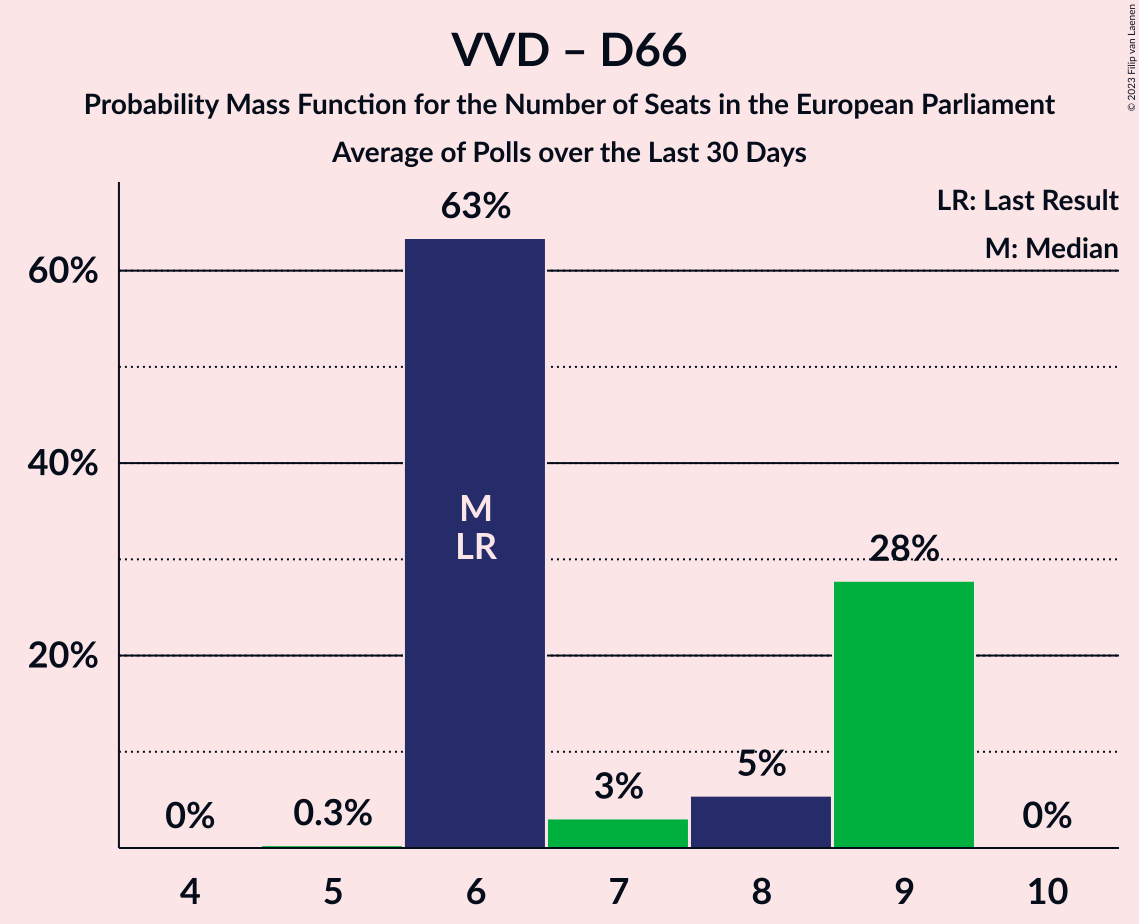 VVD – D66
Probability Mass Function for the Number of Seats in the European Parliament
Average of Polls over the Last 30 Days
© 2023 Filip van Laenen
LR: Last Result
M: Median
63%
60%
40%
M
LR
28%
20%
5%
3%
0%
0.3%
0%
4 5 6 7 8 9 10